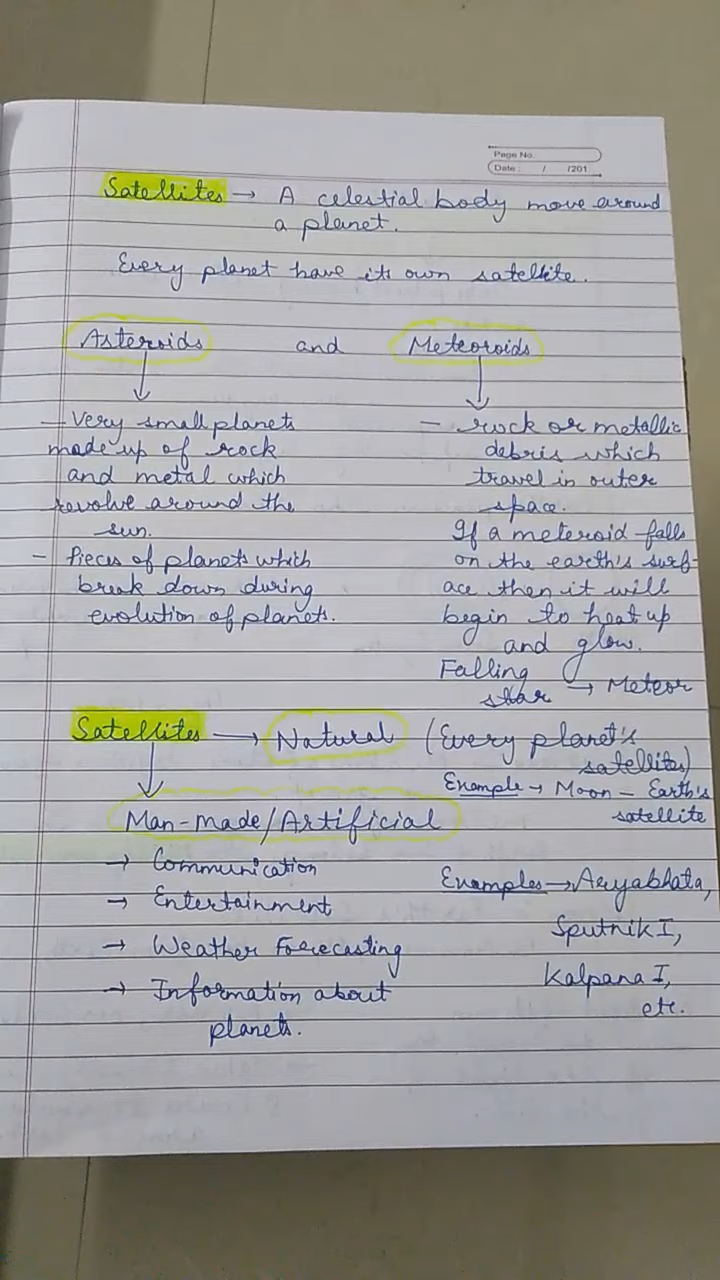 Page No.
Date : / /201
Satellites → A celestial body move around
a planet.
Every planet have its own satellite.
Asteroids and Meteoroids
- Very small planets
made up of rock
and metal which
revolve around the
sun.
- Pieces of planets which
break down during
evolution of planets.
- rock or metallic
debris which
travel in outer
space.
If a meteroid falls
on the earth's surf-
ace then it will
begin to heat up
and glow.
Falling
star → Meteor
Satellites → Natural (Every planet's
satellites)
Example → Moon - Earth's
satellite
Man-made/Artificial
→ Communication
→ Entertainment
→ Weather Forecasting
→ Information about
planets.
Examples → Aryabhata,
Sputnik I,
Kalpana I,
etc.